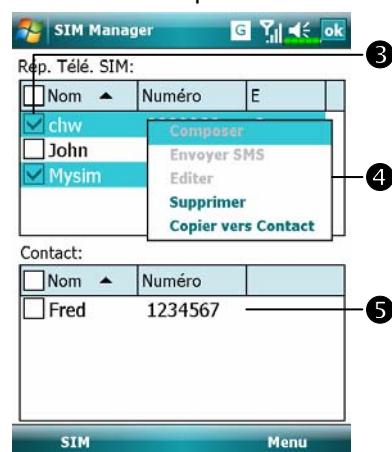 SIM Manager G ok
Rép. Télé. SIM:
Nom Numéro E
chw
John
Mysim
Composer
Envoyer SMS
Editer
Supprimer
Copier vers Contact
Contact:
Nom Numéro
Fred 1234567
SIM Menu
3
4
5